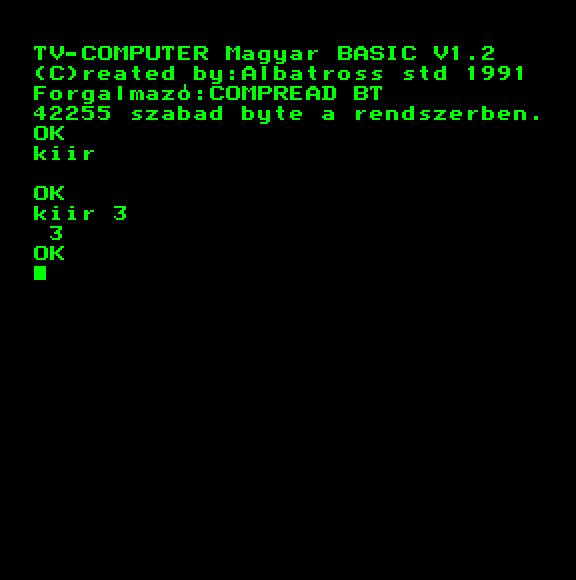 TV-COMPUTER Magyar BASIC V1.2
(C)reated by:Albatross std 1991
Forgalmazó:COMPREAD BT
42255 szabad byte a rendszerben.
OK
kiir
OK
kiir 3
3
OK